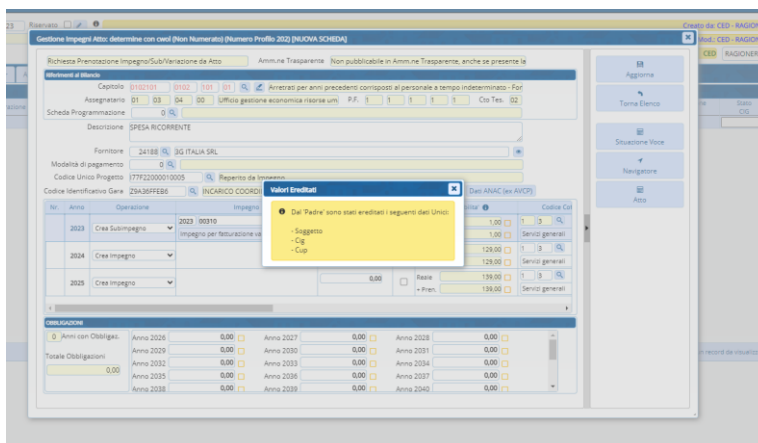 23 Riservato
Creato da: CED - RAGION
Gestione Impegni Atto: determine con cwol (Non Numerato) (Numero Profilo 202) [NUOVA SCHEDA]
Mod.: CED - RAGION
CED RAGIONER
Richiesta Prenotazione Impegno/Sub/Variazione da Atto Amm.ne Trasparente Non pubblicabile in Amm.ne Trasparente, anche se presente la
Riferimenti al Bilancio
Capitolo 0102101 0102 101 01 Arretrati per anni precedenti corrisposti al personale a tempo indeterminato - For
Assegnatario 01 03 04 00 Ufficio gestione economica risorse um P.F. 1 1 1 1 1 Cto Tes. 02
Scheda Programmazione 0
Descrizione SPESA RICORRENTE
Fornitore 24188 3G ITALIA SRL
Modalità di pagamento 0
Codice Unico Progetto I77F22000010005 Reperito da Impegno
Codice Identificativo Gara Z9A36FFEB6 INCARICO COORDI Dati ANAC (ex AVCP)
Valori Ereditati
Dal 'Padre' sono stati ereditati i seguenti dati Unici:
- Soggetto
- Cig
- Cup
Nr. Anno Operazione Impegno Codice Col
2023 Crea Subimpegno 2023 00310 1,00 1 3
Impegno per fatturazione va 1,00 Servizi generali
2024 Crea Impegno 129,00 1 3
129,00 Servizi generali
2025 Crea Impegno 0,00 Reale 139,00 1 3
+ Pren. 139,00 Servizi generali
OBBLIGAZIONI
0 Anni con Obbligaz.
Totale Obbligazioni
0,00
Anno 2026 0,00 Anno 2027 0,00 Anno 2028 0,00
Anno 2029 0,00 Anno 2030 0,00 Anno 2031 0,00
Anno 2032 0,00 Anno 2033 0,00 Anno 2034 0,00
Anno 2035 0,00 Anno 2036 0,00 Anno 2037 0,00
Anno 2038 0,00 Anno 2039 0,00 Anno 2040 0,00
Aggiorna
Torna Elenco
Situazione Voce
Navigatore
Atto
Stato
CIG